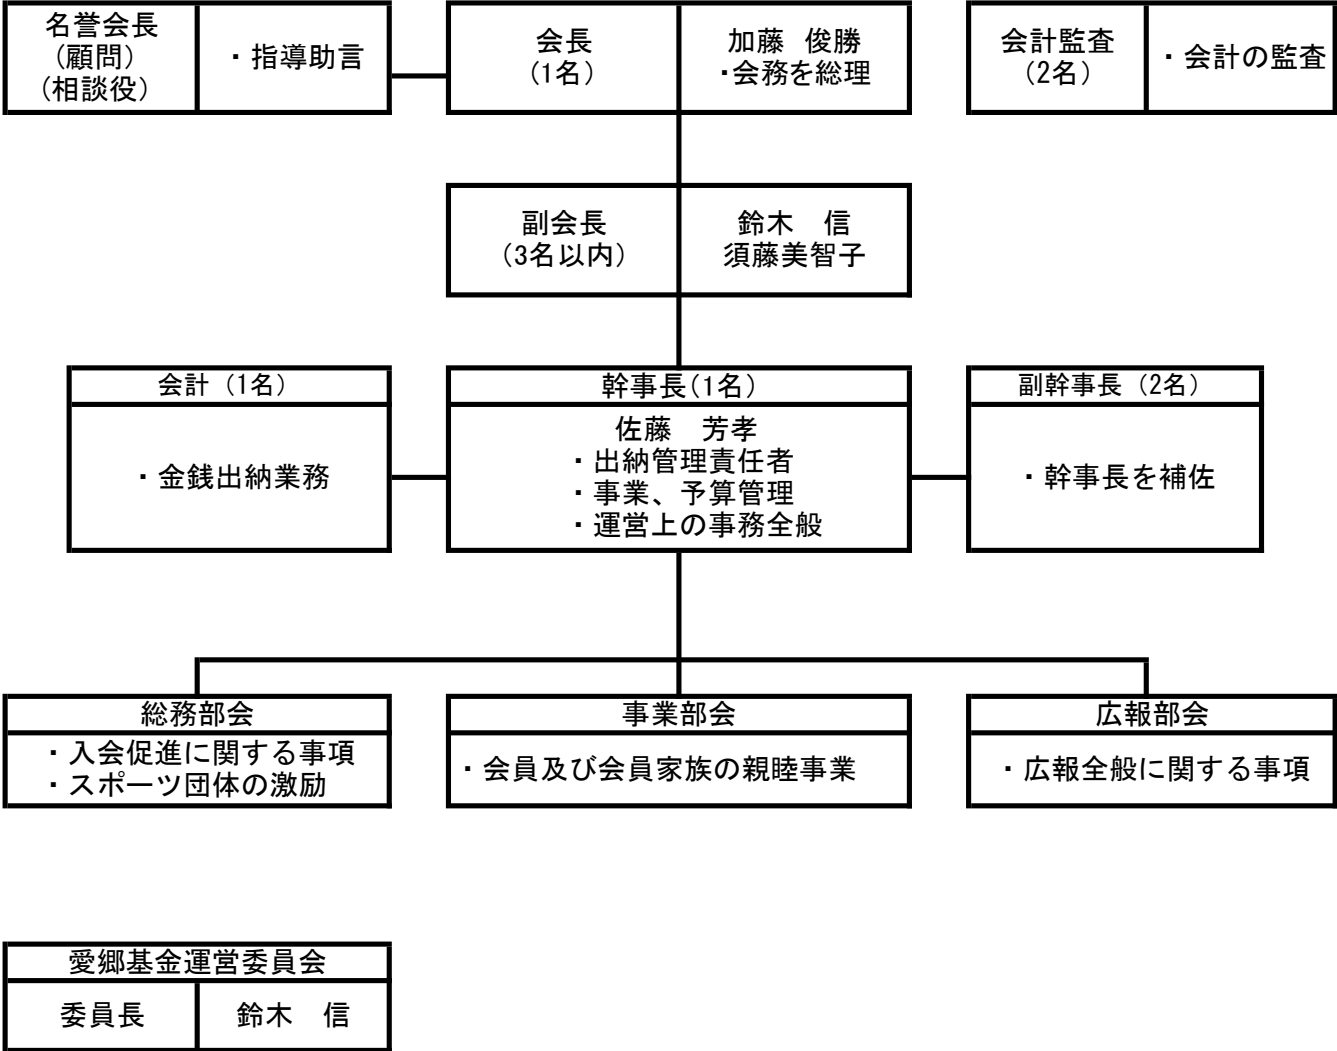 名誉会長
(顧問)
(相談役)
・指導助言
会長
(1名)
加藤　俊勝
・会務を総理
会計監査
(2名)
・会計の監査
副会長
(3名以内)
鈴木　信
須藤美智子
会計（1名）
・金銭出納業務
幹事長(1名)
佐藤　芳孝
・出納管理責任者
・事業、予算管理
・運営上の事務全般
副幹事長（2名）
・幹事長を補佐
総務部会
・入会促進に関する事項
・スポーツ団体の激励
事業部会
・会員及び会員家族の親睦事業
広報部会
・広報全般に関する事項
愛郷基金運営委員会
委員長
鈴木　信